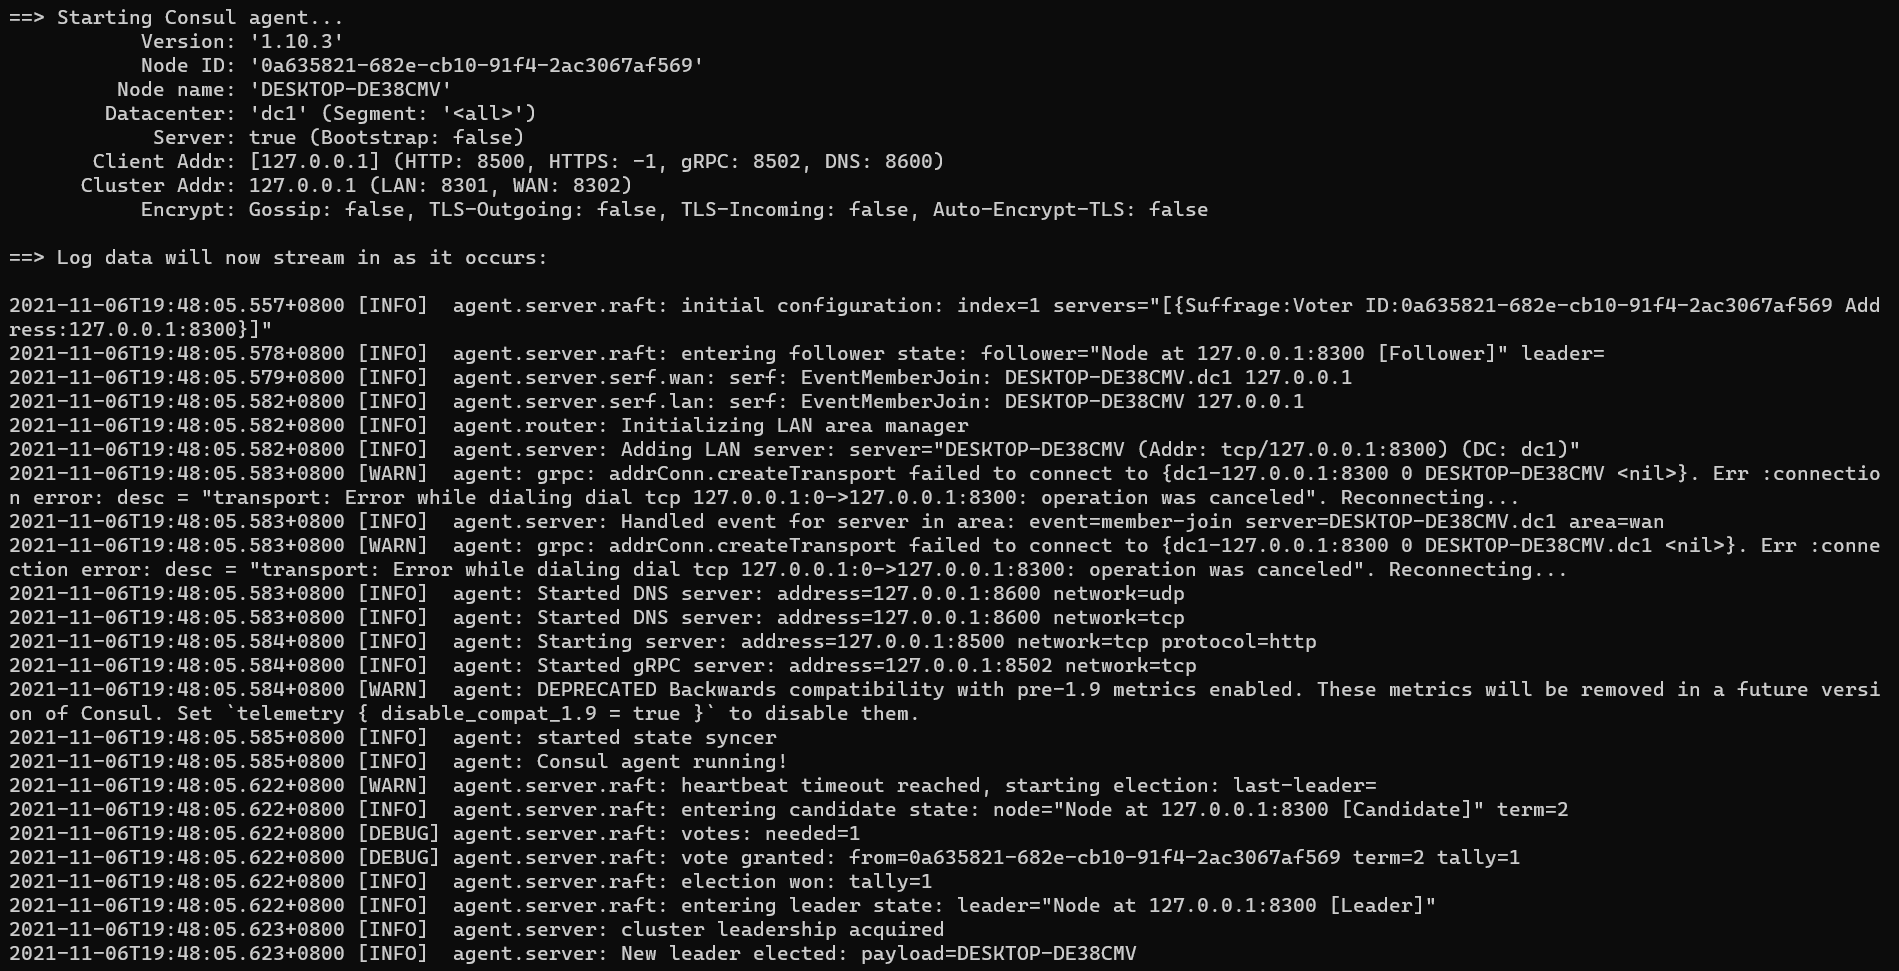 ==> Starting Consul agent...
Version: '1.10.3'
Node ID: '0a635821-682e-cb10-91f4-2ac3067af569'
Node name: 'DESKTOP-DE38CMV'
Datacenter: 'dc1' (Segment: '<all>')
Server: true (Bootstrap: false)
Client Addr: [127.0.0.1] (HTTP: 8500, HTTPS: -1, gRPC: 8502, DNS: 8600)
Cluster Addr: 127.0.0.1 (LAN: 8301, WAN: 8302)
Encrypt: Gossip: false, TLS-Outgoing: false, TLS-Incoming: false, Auto-Encrypt-TLS: false
==> Log data will now stream in as it occurs:
2021-11-06T19:48:05.557+0800 [INFO]  agent.server.raft: initial configuration: index=1 servers="[{Suffrage:Voter ID:0a635821-682e-cb10-91f4-2ac3067af569 Add
ress:127.0.0.1:8300}]"
2021-11-06T19:48:05.578+0800 [INFO]  agent.server.raft: entering follower state: follower="Node at 127.0.0.1:8300 [Follower]" leader=
2021-11-06T19:48:05.579+0800 [INFO]  agent.server.serf.wan: serf: EventMemberJoin: DESKTOP-DE38CMV.dc1 127.0.0.1
2021-11-06T19:48:05.582+0800 [INFO]  agent.server.serf.lan: serf: EventMemberJoin: DESKTOP-DE38CMV 127.0.0.1
2021-11-06T19:48:05.582+0800 [INFO]  agent.router: Initializing LAN area manager
2021-11-06T19:48:05.582+0800 [INFO]  agent.server: Adding LAN server: server="DESKTOP-DE38CMV (Addr: tcp/127.0.0.1:8300) (DC: dc1)"
2021-11-06T19:48:05.583+0800 [WARN]  agent: grpc: addrConn.createTransport failed to connect to {dc1-127.0.0.1:8300 0 DESKTOP-DE38CMV <nil>}. Err :connectio
n error: desc = "transport: Error while dialing dial tcp 127.0.0.1:0->127.0.0.1:8300: operation was canceled". Reconnecting...
2021-11-06T19:48:05.583+0800 [INFO]  agent.server: Handled event for server in area: event=member-join server=DESKTOP-DE38CMV.dc1 area=wan
2021-11-06T19:48:05.583+0800 [WARN]  agent: grpc: addrConn.createTransport failed to connect to {dc1-127.0.0.1:8300 0 DESKTOP-DE38CMV.dc1 <nil>}. Err :conne
ction error: desc = "transport: Error while dialing dial tcp 127.0.0.1:0->127.0.0.1:8300: operation was canceled". Reconnecting...
2021-11-06T19:48:05.583+0800 [INFO]  agent: Started DNS server: address=127.0.0.1:8600 network=udp
2021-11-06T19:48:05.583+0800 [INFO]  agent: Started DNS server: address=127.0.0.1:8600 network=tcp
2021-11-06T19:48:05.584+0800 [INFO]  agent: Starting server: address=127.0.0.1:8500 network=tcp protocol=http
2021-11-06T19:48:05.584+0800 [INFO]  agent: Started gRPC server: address=127.0.0.1:8502 network=tcp
2021-11-06T19:48:05.584+0800 [WARN]  agent: DEPRECATED Backwards compatibility with pre-1.9 metrics enabled. These metrics will be removed in a future versi
on of Consul. Set `telemetry { disable_compat_1.9 = true }` to disable them.
2021-11-06T19:48:05.585+0800 [INFO]  agent: started state syncer
2021-11-06T19:48:05.585+0800 [INFO]  agent: Consul agent running!
2021-11-06T19:48:05.622+0800 [WARN]  agent.server.raft: heartbeat timeout reached, starting election: last-leader=
2021-11-06T19:48:05.622+0800 [INFO]  agent.server.raft: entering candidate state: node="Node at 127.0.0.1:8300 [Candidate]" term=2
2021-11-06T19:48:05.622+0800 [DEBUG] agent.server.raft: votes: needed=1
2021-11-06T19:48:05.622+0800 [DEBUG] agent.server.raft: vote granted: from=0a635821-682e-cb10-91f4-2ac3067af569 term=2 tally=1
2021-11-06T19:48:05.622+0800 [INFO]  agent.server.raft: election won: tally=1
2021-11-06T19:48:05.622+0800 [INFO]  agent.server.raft: entering leader state: leader="Node at 127.0.0.1:8300 [Leader]"
2021-11-06T19:48:05.623+0800 [INFO]  agent.server: cluster leadership acquired
2021-11-06T19:48:05.623+0800 [INFO]  agent.server: New leader elected: payload=DESKTOP-DE38CMV